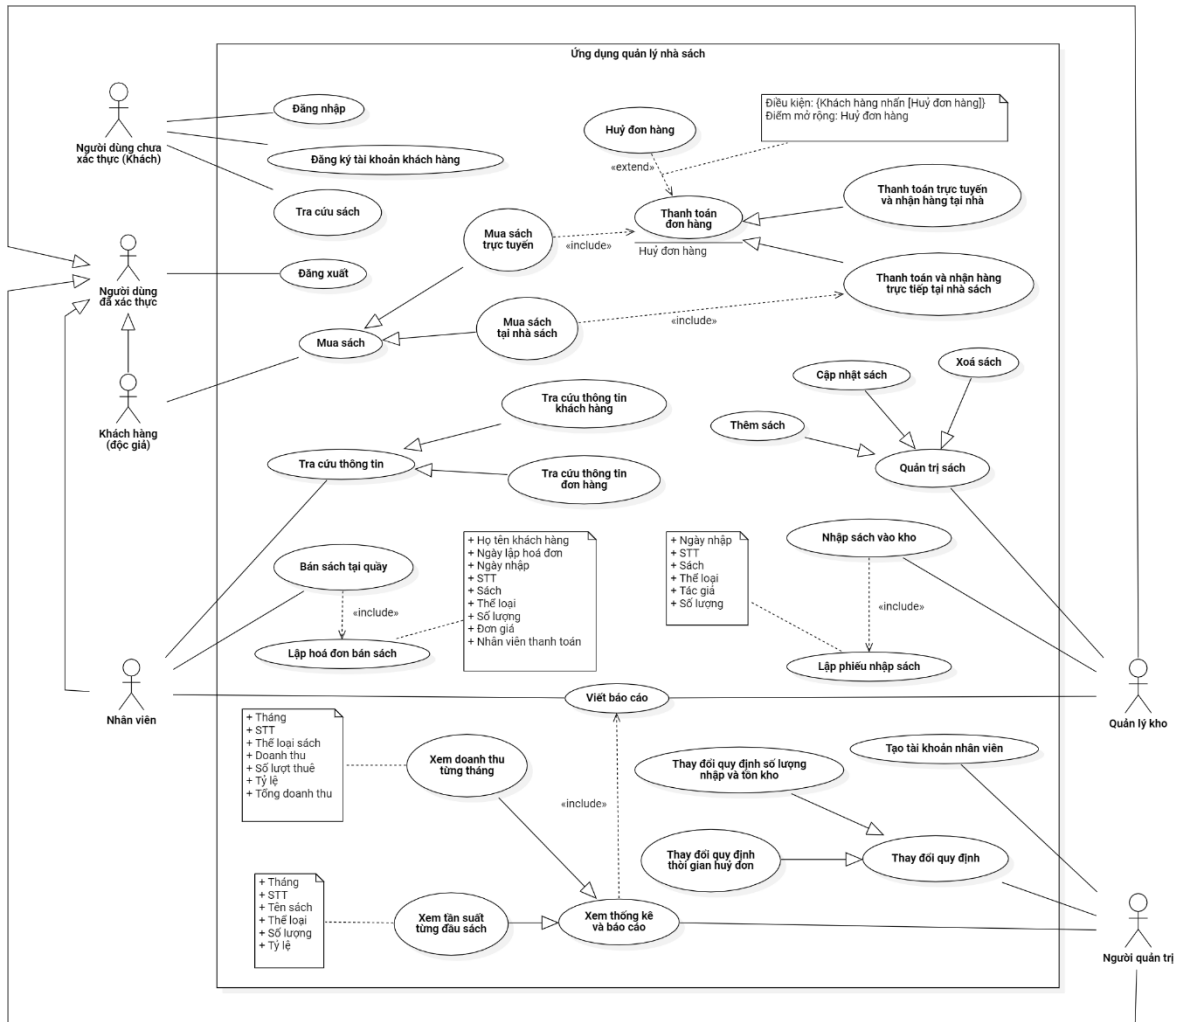 Ứng dụng quản lý nhà sách
Người dùng chưa
xác thực (Khách)
Đăng nhập
Đăng ký tài khoản khách hàng
Tra cứu sách
Huỷ đơn hàng
Điều kiện: {Khách hàng nhấn [Huỷ đơn hàng]}
Điểm mở rộng: Huỷ đơn hàng
«extend»
Thanh toán
đơn hàng
Huỷ đơn hàng
Thanh toán trực tuyến
và nhận hàng tại nhà
Mua sách
trực tuyến
«include»
Người dùng
đã xác thực
Đăng xuất
Thanh toán và nhận hàng
trực tiếp tại nhà sách
Mua sách
tại nhà sách
«include»
Mua sách
Khách hàng
(độc giả)
Cập nhật sách
Xoá sách
Thêm sách
Quản trị sách
Tra cứu thông tin
khách hàng
Tra cứu thông tin
Tra cứu thông tin
đơn hàng
Bán sách tại quầy
«include»
Lập hoá đơn bán sách
+ Họ tên khách hàng
+ Ngày lập hoá đơn
+ Ngày nhập
+ STT
+ Sách
+ Thể loại
+ Số lượng
+ Đơn giá
+ Nhân viên thanh toán
+ Ngày nhập
+ STT
+ Sách
+ Thể loại
+ Tác giả
+ Số lượng
Nhập sách vào kho
«include»
Lập phiếu nhập sách
Nhân viên
Viết báo cáo
Quản lý kho
+ Tháng
+ STT
+ Thể loại sách
+ Doanh thu
+ Số lượt thuê
+ Tỷ lệ
+ Tổng doanh thu
Xem doanh thu
từng tháng
«include»
Thay đổi quy định số lượng
nhập và tồn kho
Tạo tài khoản nhân viên
Thay đổi quy định
thời gian huỷ đơn
Thay đổi quy định
+ Tháng
+ STT
+ Tên sách
+ Thể loại
+ Số lượng
+ Tỷ lệ
Xem tần suất
từng đầu sách
Xem thống kê
và báo cáo
Người quản trị